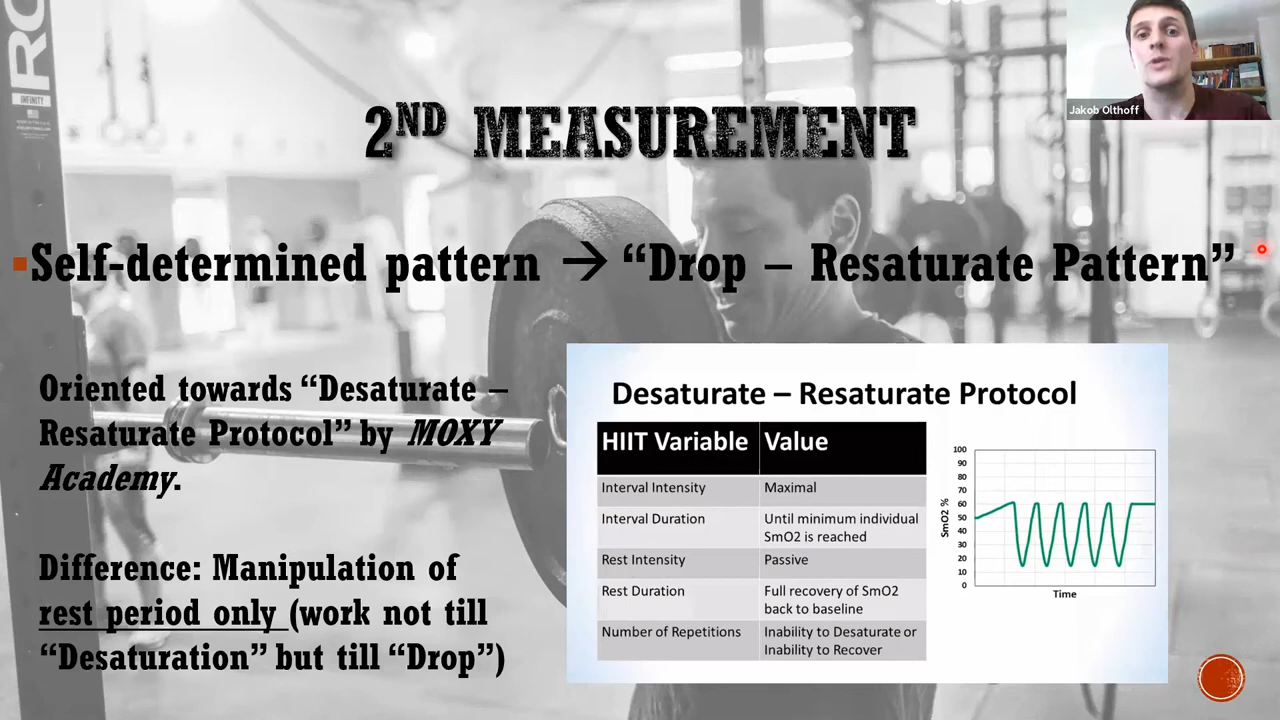 IRO
INFINITY
Jakob Olthoff
2ND MEASUREMENT
Self-determined pattern → “Drop – Resaturate Pattern”
Oriented towards “Desaturate –
Resaturate Protocol” by MOXY
Academy.
Difference: Manipulation of
rest period only (work not till
“Desaturation” but till “Drop”)
Desaturate – Resaturate Protocol
HIIT Variable Value
Interval Intensity Maximal
Interval Duration Until minimum individual
SmO2 is reached
Rest Intensity Passive
Rest Duration Full recovery of SmO2
back to baseline
Number of Repetitions Inability to Desaturate or
Inability to Recover
SmO2 %
100
90
80
70
60
50
40
30
20
10
0
Time